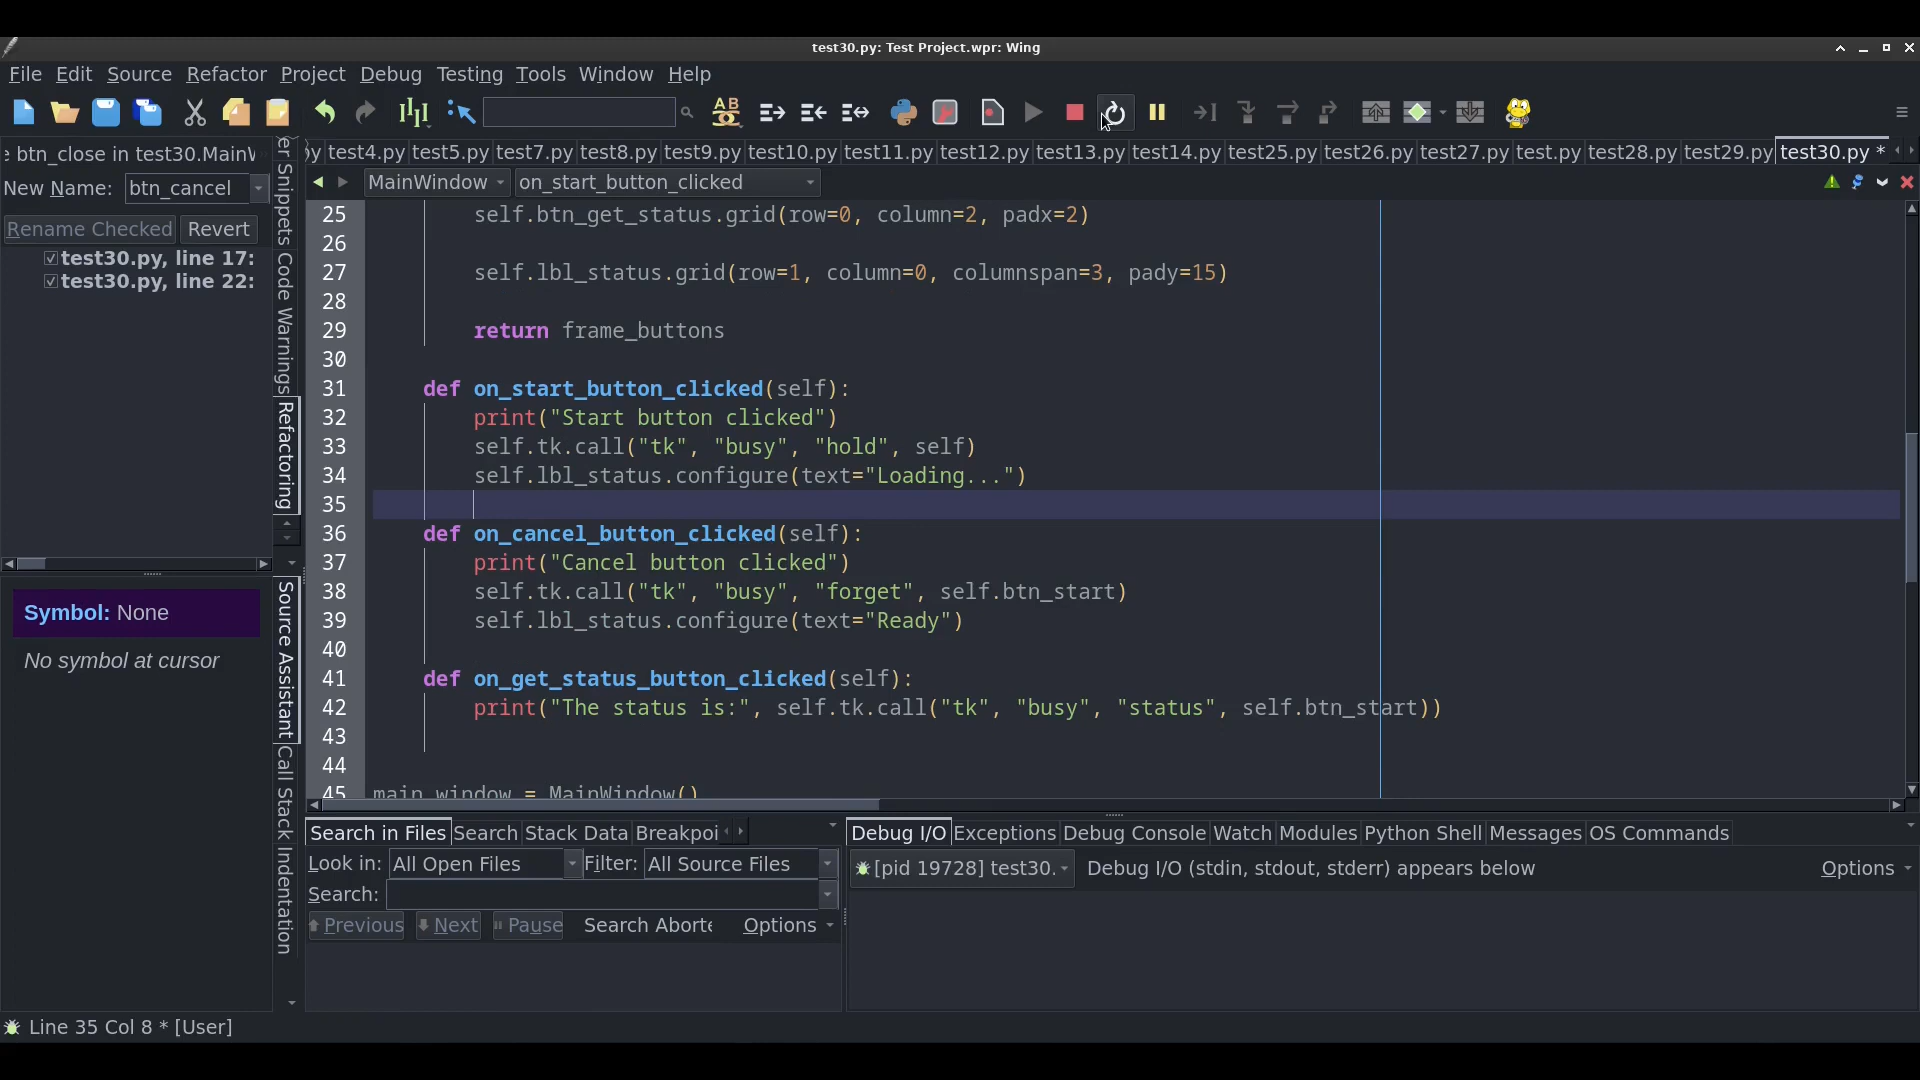 test30.py: Test Project.wpr: Wing
File Edit Source Refactor Project Debug Testing Tools Window Help
py test4.py test5.py test7.py test8.py test9.py test10.py test11.py test12.py test13.py test14.py test25.py test26.py test27.py test.py test28.py test29.py test30.py *
e btn_close in test30.MainW
MainWindow on_start_button_clicked
New Name: btn_cancel
Rename Checked Revert
test30.py, line 17:
test30.py, line 22:
er Snippets Code Warnings Refactoring
25 self.btn_get_status.grid(row=0, column=2, padx=2)
26
27 self.lbl_status.grid(row=1, column=0, columnspan=3, pady=15)
28
29 return frame_buttons
30
31 def on_start_button_clicked(self):
32 print("Start button clicked")
33 self.tk.call("tk", "busy", "hold", self)
34 self.lbl_status.configure(text="Loading...")
35
36 def on_cancel_button_clicked(self):
37 print("Cancel button clicked")
38 self.tk.call("tk", "busy", "forget", self.btn_start)
39 self.lbl_status.configure(text="Ready")
40
41 def on_get_status_button_clicked(self):
42 print("The status is:", self.tk.call("tk", "busy", "status", self.btn_start))
43
44
45 main_window = MainWindow()
Symbol: None
No symbol at cursor
Source Assistant Call Stack Indentation
Search in Files Search Stack Data Breakpoi
Look in: All Open Files Filter: All Source Files
Search:
Previous Next Pause Search Aborte Options
Debug I/O Exceptions Debug Console Watch Modules Python Shell Messages OS Commands
[pid 19728] test30. Debug I/O (stdin, stdout, stderr) appears below Options
Line 35 Col 8 * [User]